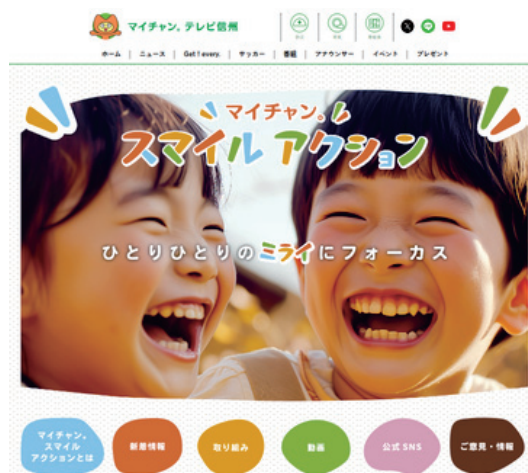 マイチャン。テレビ信州
ホーム | ニュース | Get! every. | サッカー | 番組 | アナウンサー | イベント | プレゼント
マイチャン。
スマイル アクション
ひとりひとりのミライにフォーカス
マイチャン。
スマイル
アクションとは
新着情報
取り組み
動画
公式 SNS
ご意見・情報